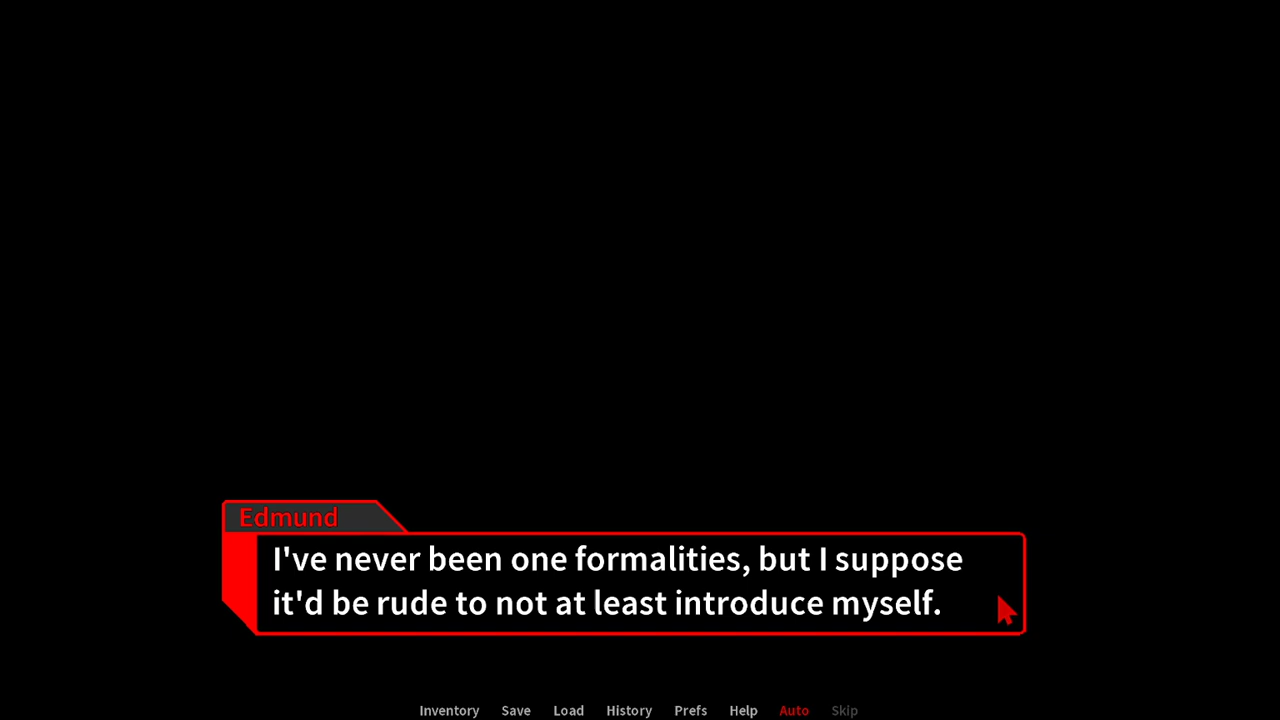 Edmund
I've never been one formalities, but I suppose
it'd be rude to not at least introduce myself.
Inventory Save Load History Prefs Help Auto Skip